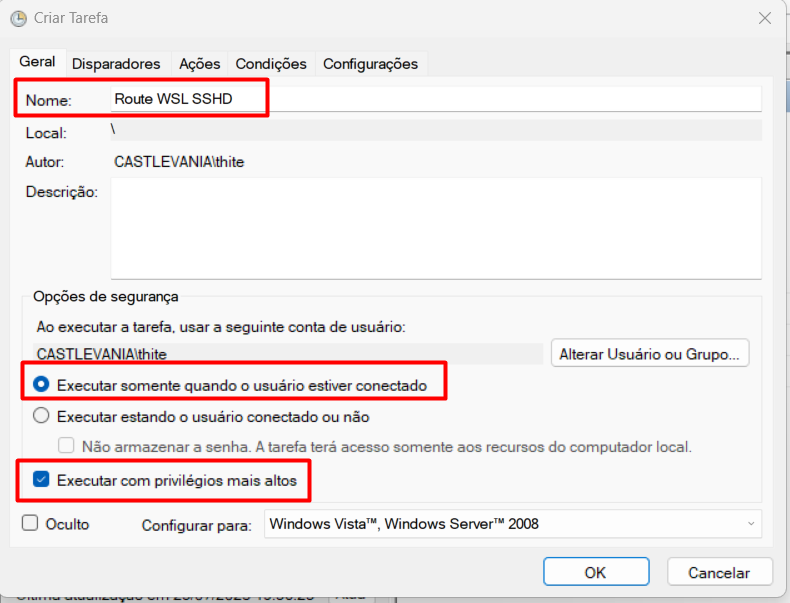 Criar Tarefa
Geral Disparadores Ações Condições Configurações
Nome: Route WSL SSHD
Local: \
Autor: CASTLEVANIA\thite
Descrição:
Opções de segurança
Ao executar a tarefa, usar a seguinte conta de usuário:
CASTLEVANIA\thite Alterar Usuário ou Grupo...
Executar somente quando o usuário estiver conectado
Executar estando o usuário conectado ou não
Não armazenar a senha. A tarefa terá acesso somente aos recursos do computador local.
Executar com privilégios mais altos
Oculto Configurar para: Windows Vista™, Windows Server™ 2008
OK Cancelar